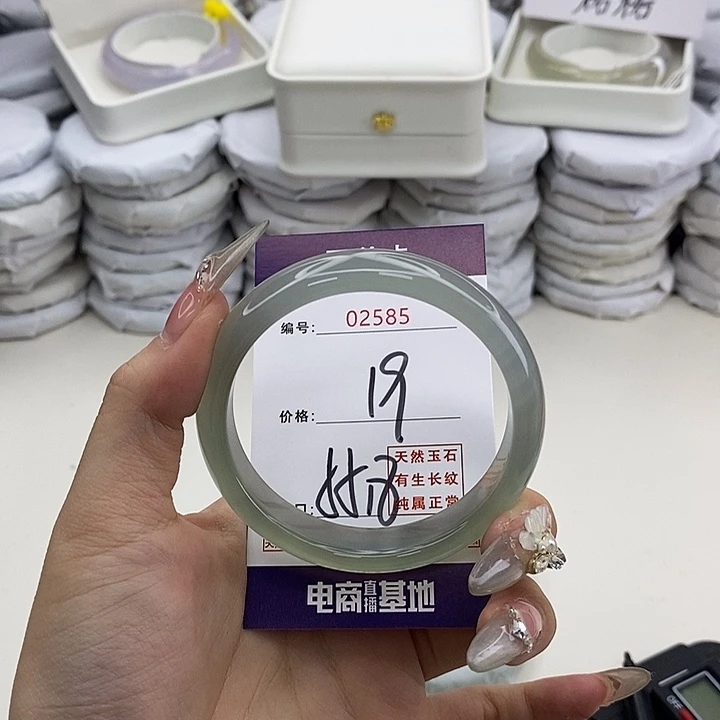 编号: 02585
价格: 19
天然玉石
有生长纹
纯属正常
电商直播基地
OFF